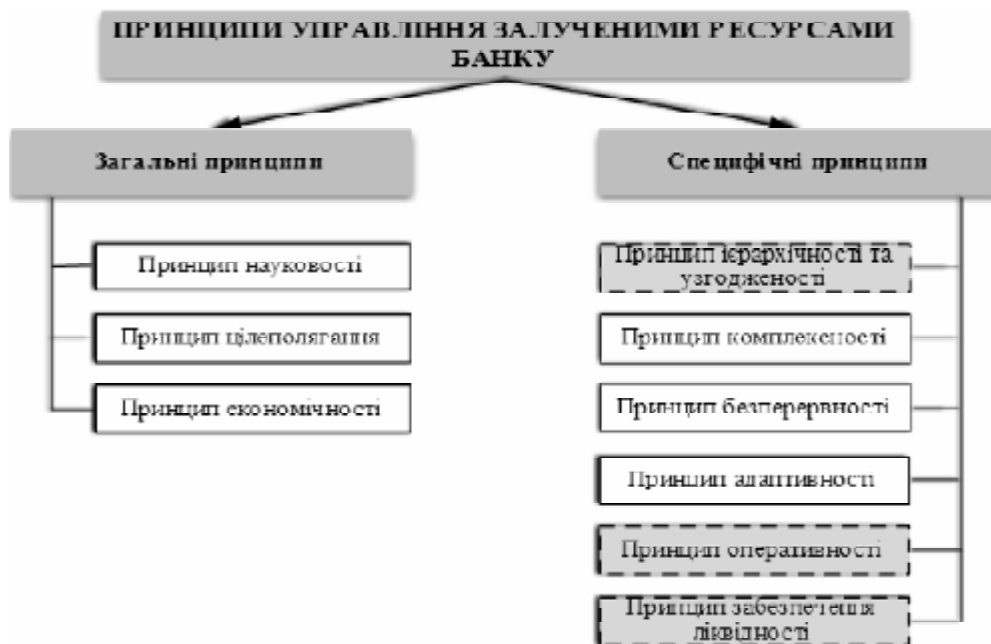 ПРИНЦИПИ УПРАВЛІННЯ ЗАЛУЧЕНИМИ РЕСУРСАМИ
БАНКУ
Загальні принципи
Принцип науковості
Принцип цілеполягання
Принцип економічності
Специфічні принципи
Принцип ієрархічності та
узгодженості
Принцип комплексності
Принцип безперервності
Принцип адаптивності
Принцип оперативності
Принцип забезпечення
ліквідності